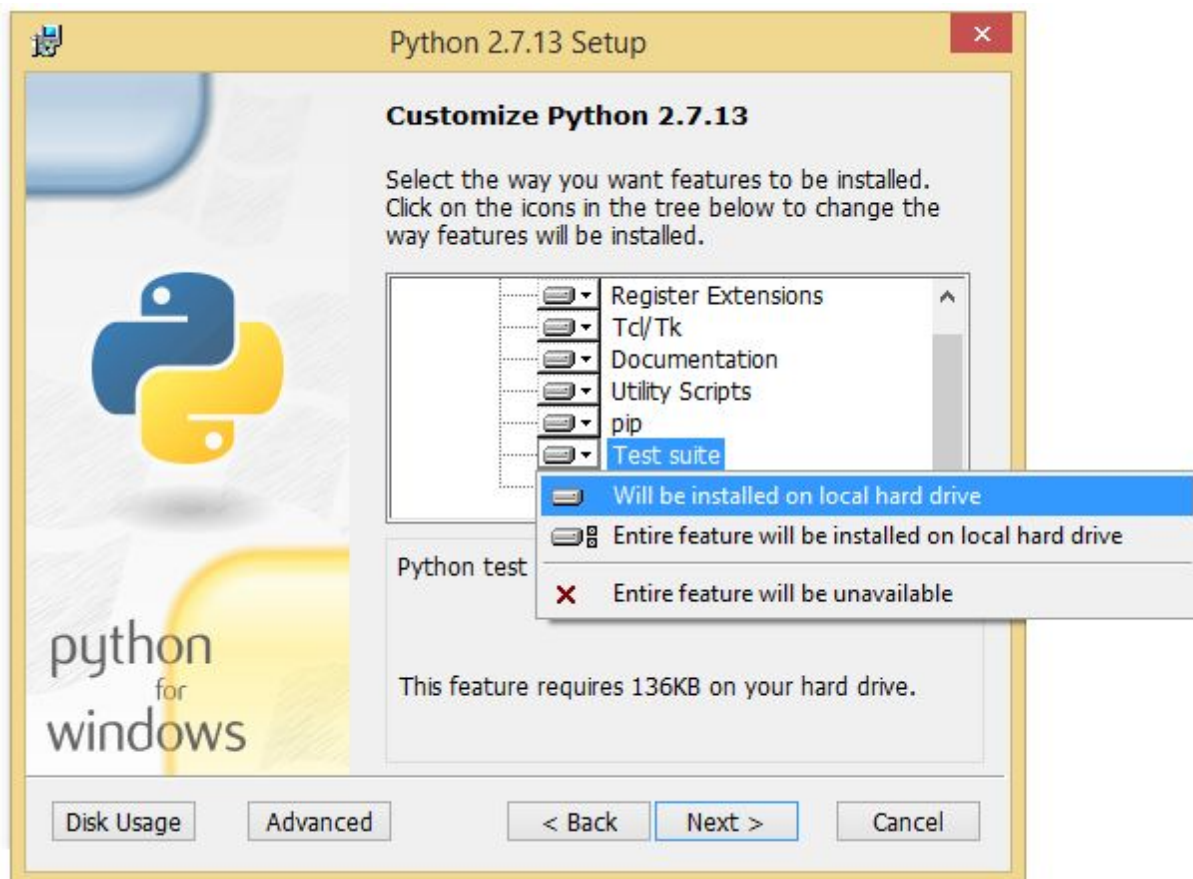 Python 2.7.13 Setup
Customize Python 2.7.13
Select the way you want features to be installed.
Click on the icons in the tree below to change the
way features will be installed.
Register Extensions
Tcl/Tk
Documentation
Utility Scripts
pip
Test suite
Will be installed on local hard drive
Entire feature will be installed on local hard drive
Entire feature will be unavailable
Python test
This feature requires 136KB on your hard drive.
python
for
windows
Disk Usage
Advanced
< Back
Next >
Cancel